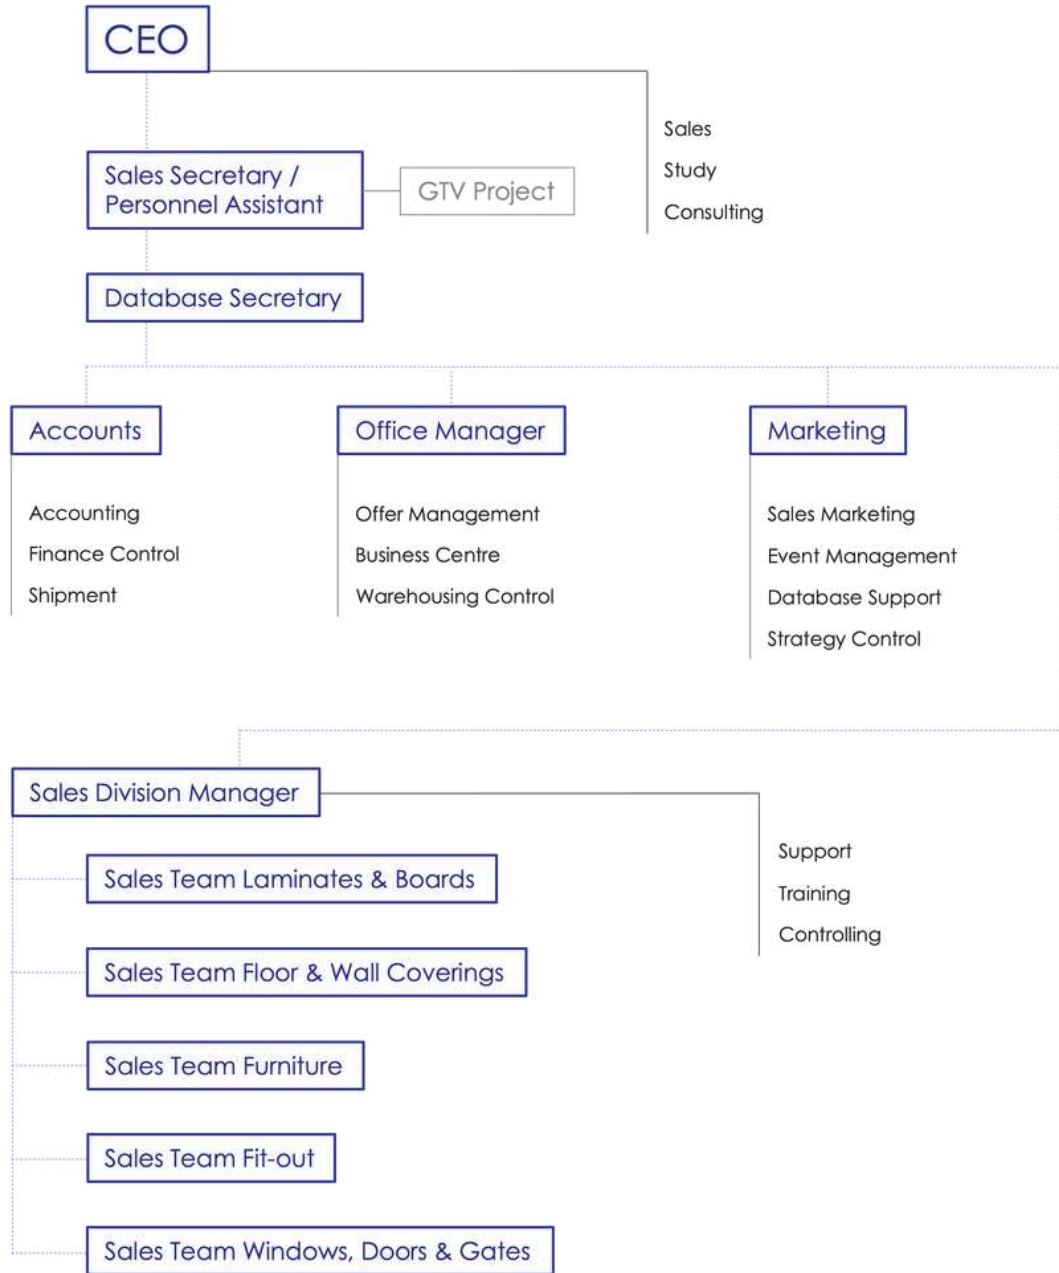 CEO
Sales
Study
Consulting
Sales Secretary /
Personnel Assistant
GTV Project
Database Secretary
Accounts
Accounting
Finance Control
Shipment
Office Manager
Offer Management
Business Centre
Warehousing Control
Marketing
Sales Marketing
Event Management
Database Support
Strategy Control
Sales Division Manager
Support
Training
Controlling
Sales Team Laminates & Boards
Sales Team Floor & Wall Coverings
Sales Team Furniture
Sales Team Fit-out
Sales Team Windows, Doors & Gates